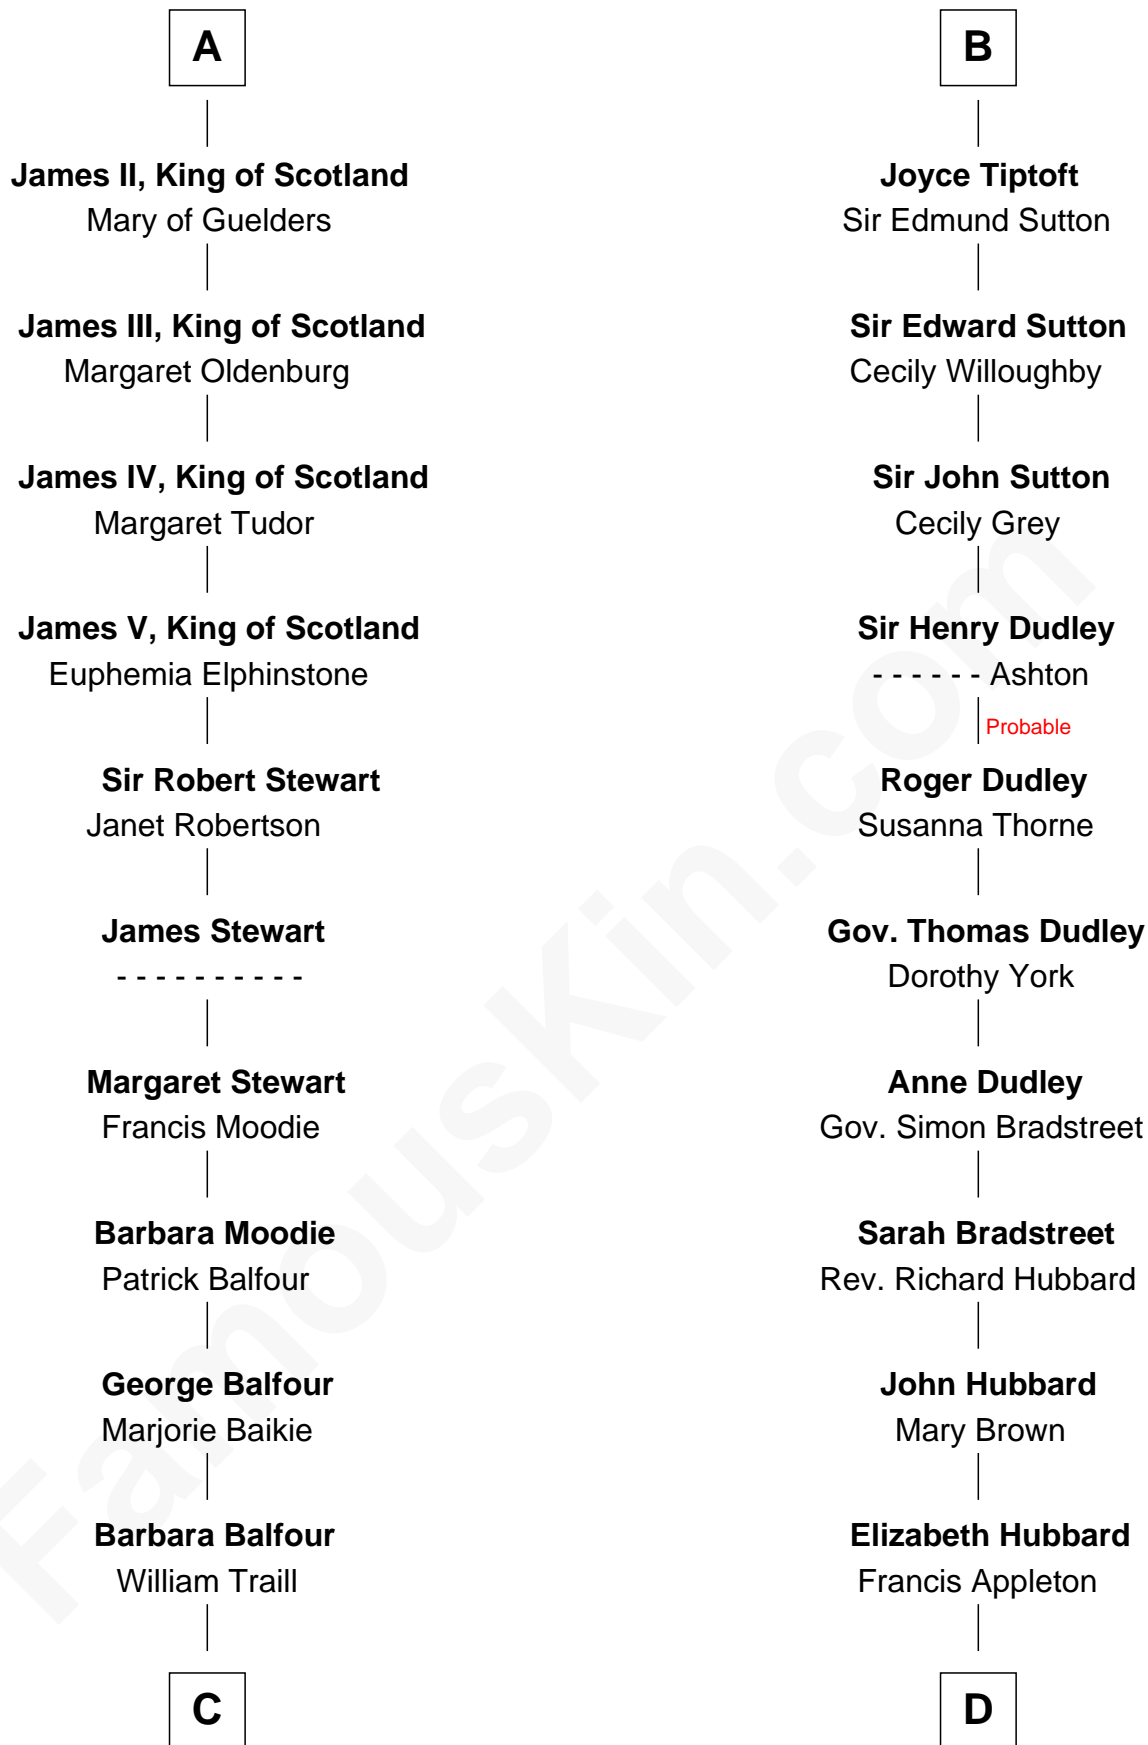 A
James II, King of Scotland
Mary of Guelders
James III, King of Scotland
Margaret Oldenburg
James IV, King of Scotland
Margaret Tudor
James V, King of Scotland
Euphemia Elphinstone
Sir Robert Stewart
Janet Robertson
James Stewart
- - - - - - - - - -
Margaret Stewart
Francis Moodie
Barbara Moodie
Patrick Balfour
George Balfour
Marjorie Baikie
Barbara Balfour
William Traill
C
B
Joyce Tiptoft
Sir Edmund Sutton
Sir Edward Sutton
Cecily Willoughby
Sir John Sutton
Cecily Grey
Sir Henry Dudley
- - - - - - Ashton
Probable
Roger Dudley
Susanna Thorne
Gov. Thomas Dudley
Dorothy York
Anne Dudley
Gov. Simon Bradstreet
Sarah Bradstreet
Rev. Richard Hubbard
John Hubbard
Mary Brown
Elizabeth Hubbard
Francis Appleton
D
FamousKin.com